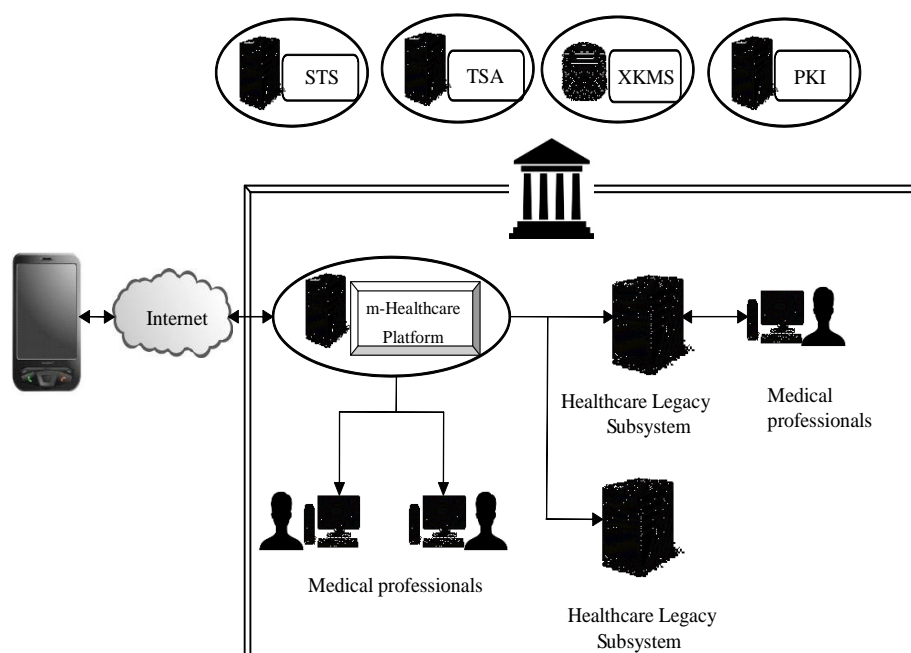 STS
TSA
XKMS
PKI
Internet
m-Healthcare
Platform
Healthcare Legacy
Subsystem
Medical
professionals
Medical professionals
Healthcare Legacy
Subsystem